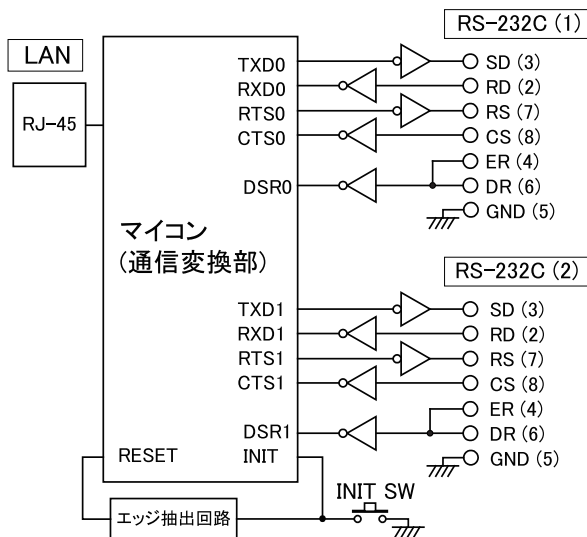 RS-232C (1)
LAN
RJ-45
TXD0
RXD0
RTS0
CTS0
DSR0
SD (3)
RD (2)
RS (7)
CS (8)
ER (4)
DR (6)
GND (5)
マイコン
(通信変換部)
RS-232C (2)
TXD1
RXD1
RTS1
CTS1
DSR1
SD (3)
RD (2)
RS (7)
CS (8)
ER (4)
DR (6)
GND (5)
RESET
INIT
INIT SW
エッジ抽出回路